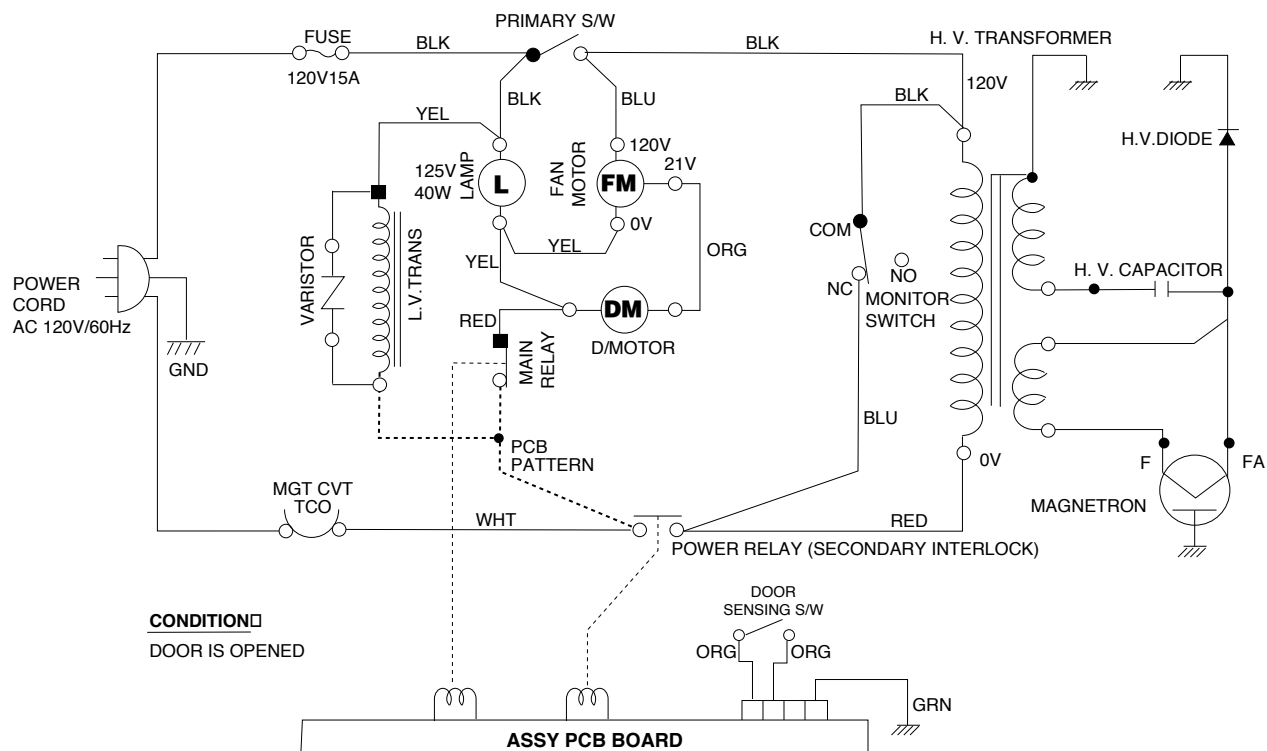 PRIMARY S/W
FUSE
BLK
BLK
H. V. TRANSFORMER
120V15A
120V
BLK
BLU
BLK
YEL
H.V.DIODE
125V
40W
LAMP
L
FAN
MOTOR
FM
120V
21V
0V
VARISTOR
L.V.TRANS
YEL
YEL
ORG
COM
NC
NO
MONITOR
SWITCH
H. V. CAPACITOR
POWER
CORD
AC 120V/60Hz
GND
RED
DM
D/MOTOR
MAIN
RELAY
BLU
PCB
PATTERN
0V
F
FA
MAGNETRON
MGT CVT
TCO
WHT
RED
POWER RELAY (SECONDARY INTERLOCK)
CONDITION□
DOOR IS OPENED
DOOR
SENSING S/W
ORG
ORG
GRN
ASSY PCB BOARD